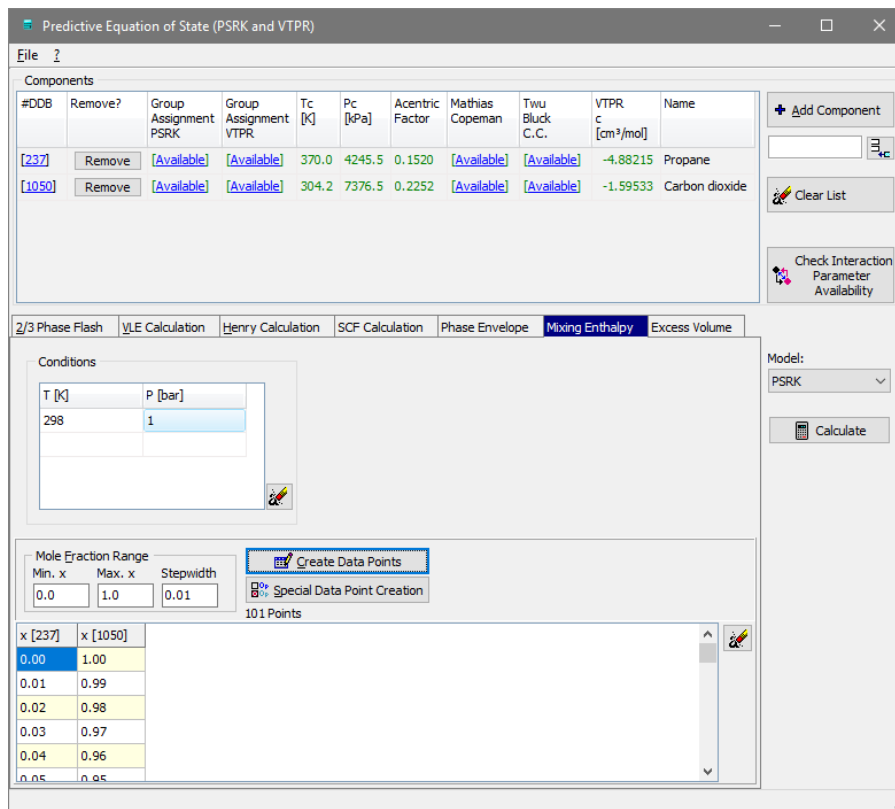 Predictive Equation of State (PSRK and VTPR)
File ?
Components
#DDB Remove? Group Assignment PSRK Group Assignment VTPR Tc [K] Pc [kPa] Acentric Factor Mathias Copeman Twu Bluck C.C. VTPR c [cm³/mol] Name
[237] Remove [Available] [Available] 370.0 4245.5 0.1520 [Available] [Available] -4.88215 Propane
[1050] Remove [Available] [Available] 304.2 7376.5 0.2252 [Available] [Available] -1.59533 Carbon dioxide
Add Component
Clear List
Check Interaction
Parameter
Availability
2/3 Phase Flash VLE Calculation Henry Calculation SCF Calculation Phase Envelope Mixing Enthalpy Excess Volume
Conditions
T [K] P [bar]
298 1
Model:
PSRK
Calculate
Mole Fraction Range
Min. x Max. x Stepwidth
0.0 1.0 0.01
Create Data Points
Special Data Point Creation
101 Points
x [237] x [1050]
0.00 1.00
0.01 0.99
0.02 0.98
0.03 0.97
0.04 0.96
0.05 0.95